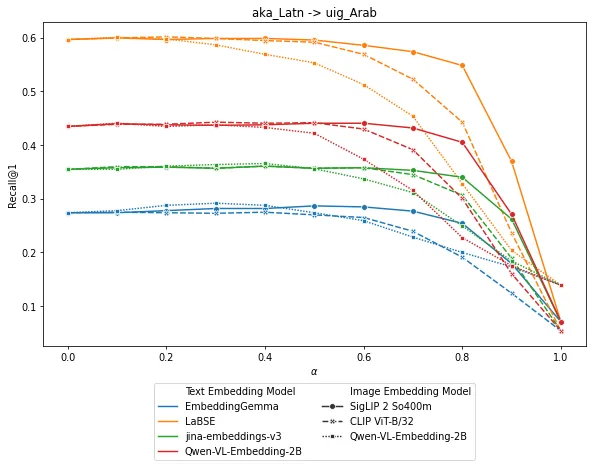 aka_Latn -> uig_Arab
Recall@1
0.6
0.5
0.4
0.3
0.2
0.1
0.0 0.2 0.4 0.6 0.8 1.0
α
Text Embedding Model Image Embedding Model
EmbeddingGemma SigLIP 2 So400m
LaBSE CLIP ViT-B/32
jina-embeddings-v3 Qwen-VL-Embedding-2B
Qwen-VL-Embedding-2B